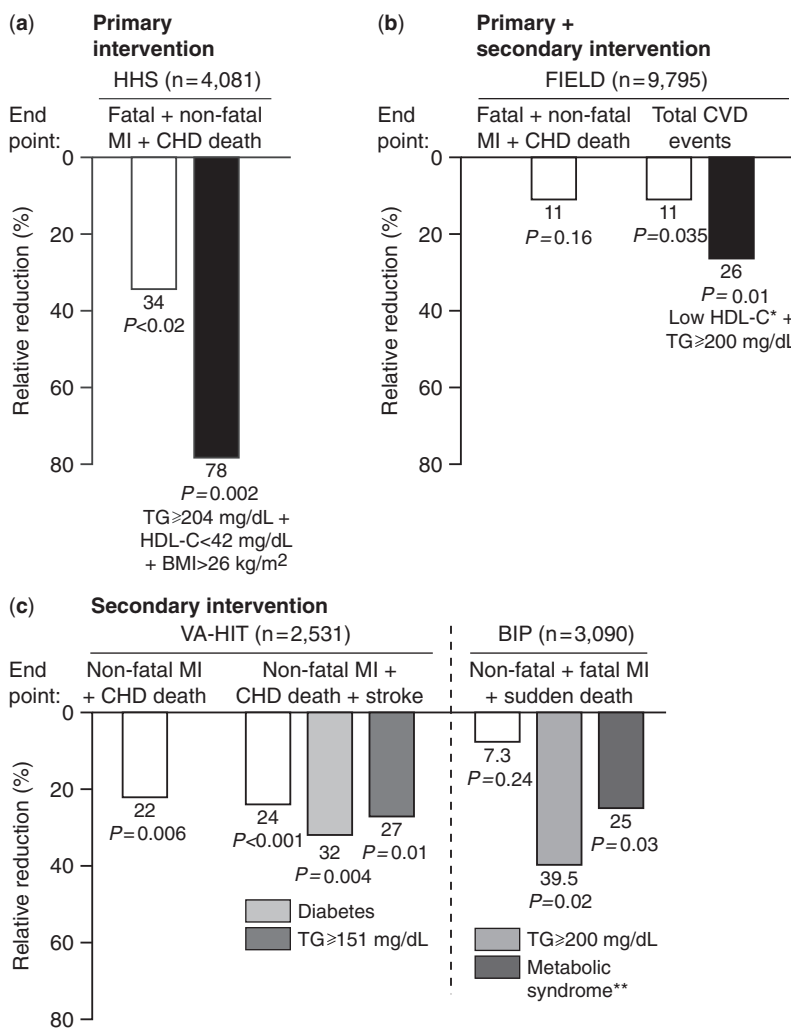 (a) Primary
intervention
HHS (n=4,081)
End
point:
Fatal + non-fatal
MI + CHD death
Relative reduction (%)
0
20
40
60
80
34
P<0.02
78
P=0.002
TG≥204 mg/dL +
HDL-C<42 mg/dL
+ BMI>26 kg/m²
(b) Primary +
secondary intervention
FIELD (n=9,795)
End
point:
Fatal + non-fatal
MI + CHD death
Total CVD
events
Relative reduction (%)
0
20
40
60
80
11
P=0.16
11
P=0.035
26
P=0.01
Low HDL-C* +
TG≥200 mg/dL
(c) Secondary intervention
VA-HIT (n=2,531)
End
point:
Non-fatal MI
+ CHD death
Non-fatal MI +
CHD death + stroke
Relative reduction (%)
0
20
40
60
80
22
P=0.006
24
P<0.001
32
P=0.004
27
P=0.01
Diabetes
TG≥151 mg/dL
BIP (n=3,090)
Non-fatal + fatal MI
+ sudden death
7.3
P=0.24
39.5
P=0.02
25
P=0.03
TG≥200 mg/dL
Metabolic
syndrome**